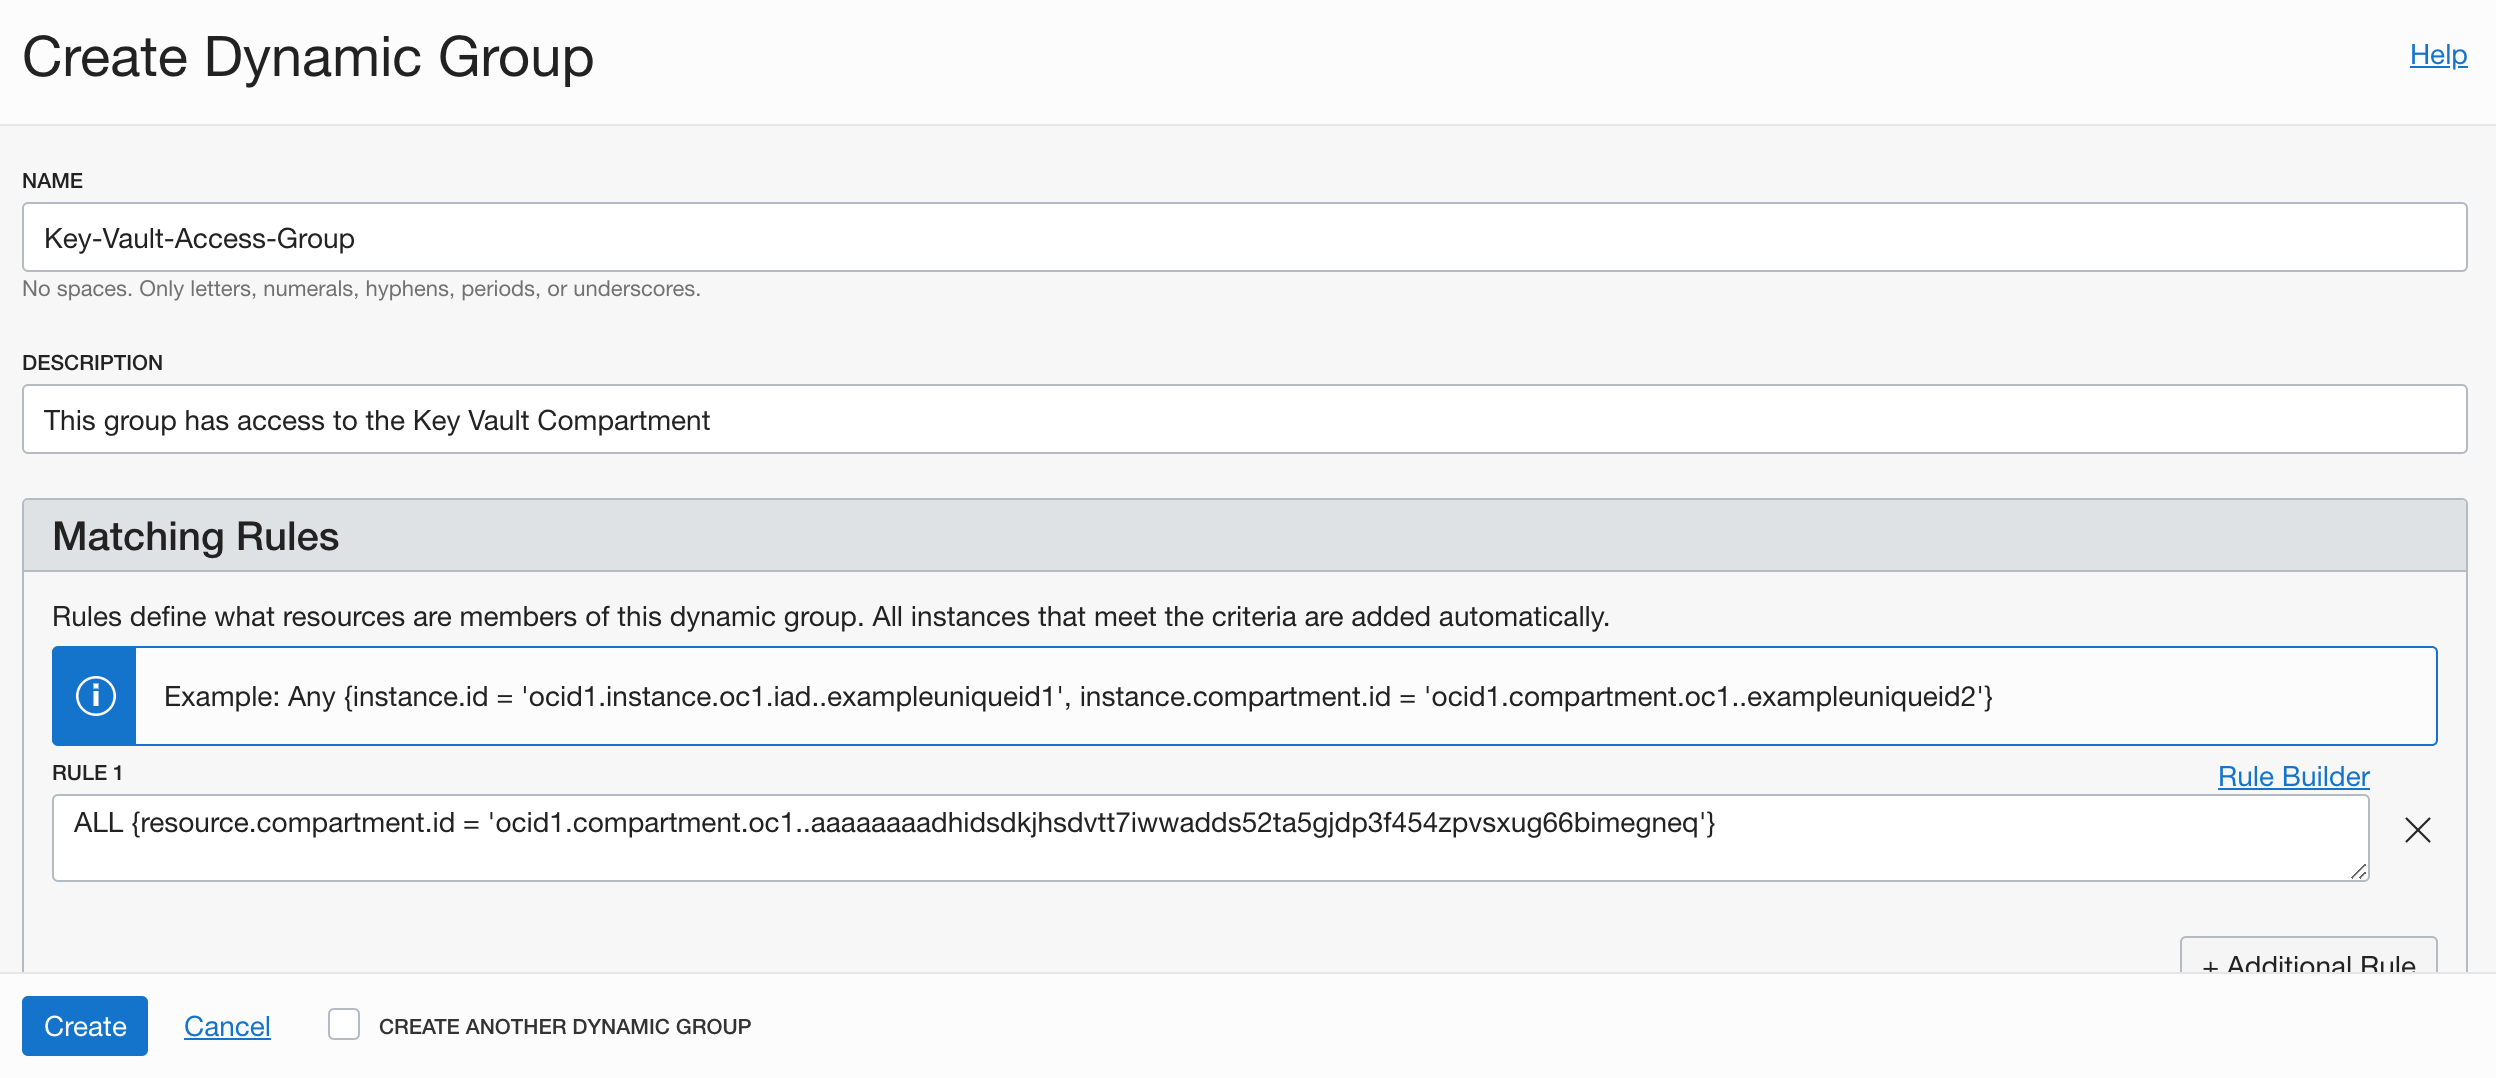 Create Dynamic Group
Help
NAME
Key-Vault-Access-Group
No spaces. Only letters, numerals, hyphens, periods, or underscores.
DESCRIPTION
This group has access to the Key Vault Compartment
Matching Rules
Rules define what resources are members of this dynamic group. All instances that meet the criteria are added automatically.
Example: Any {instance.id = 'ocid1.instance.oc1.iad..exampleuniqueid1', instance.compartment.id = 'ocid1.compartment.oc1..exampleuniqueid2'}
RULE 1
Rule Builder
ALL {resource.compartment.id = 'ocid1.compartment.oc1..aaaaaaaadhidsdkjhsdvtt7iwwadds52ta5gjdp3f454zpvsxug66bimegneq'}
+ Additional Rule
Create
Cancel
CREATE ANOTHER DYNAMIC GROUP